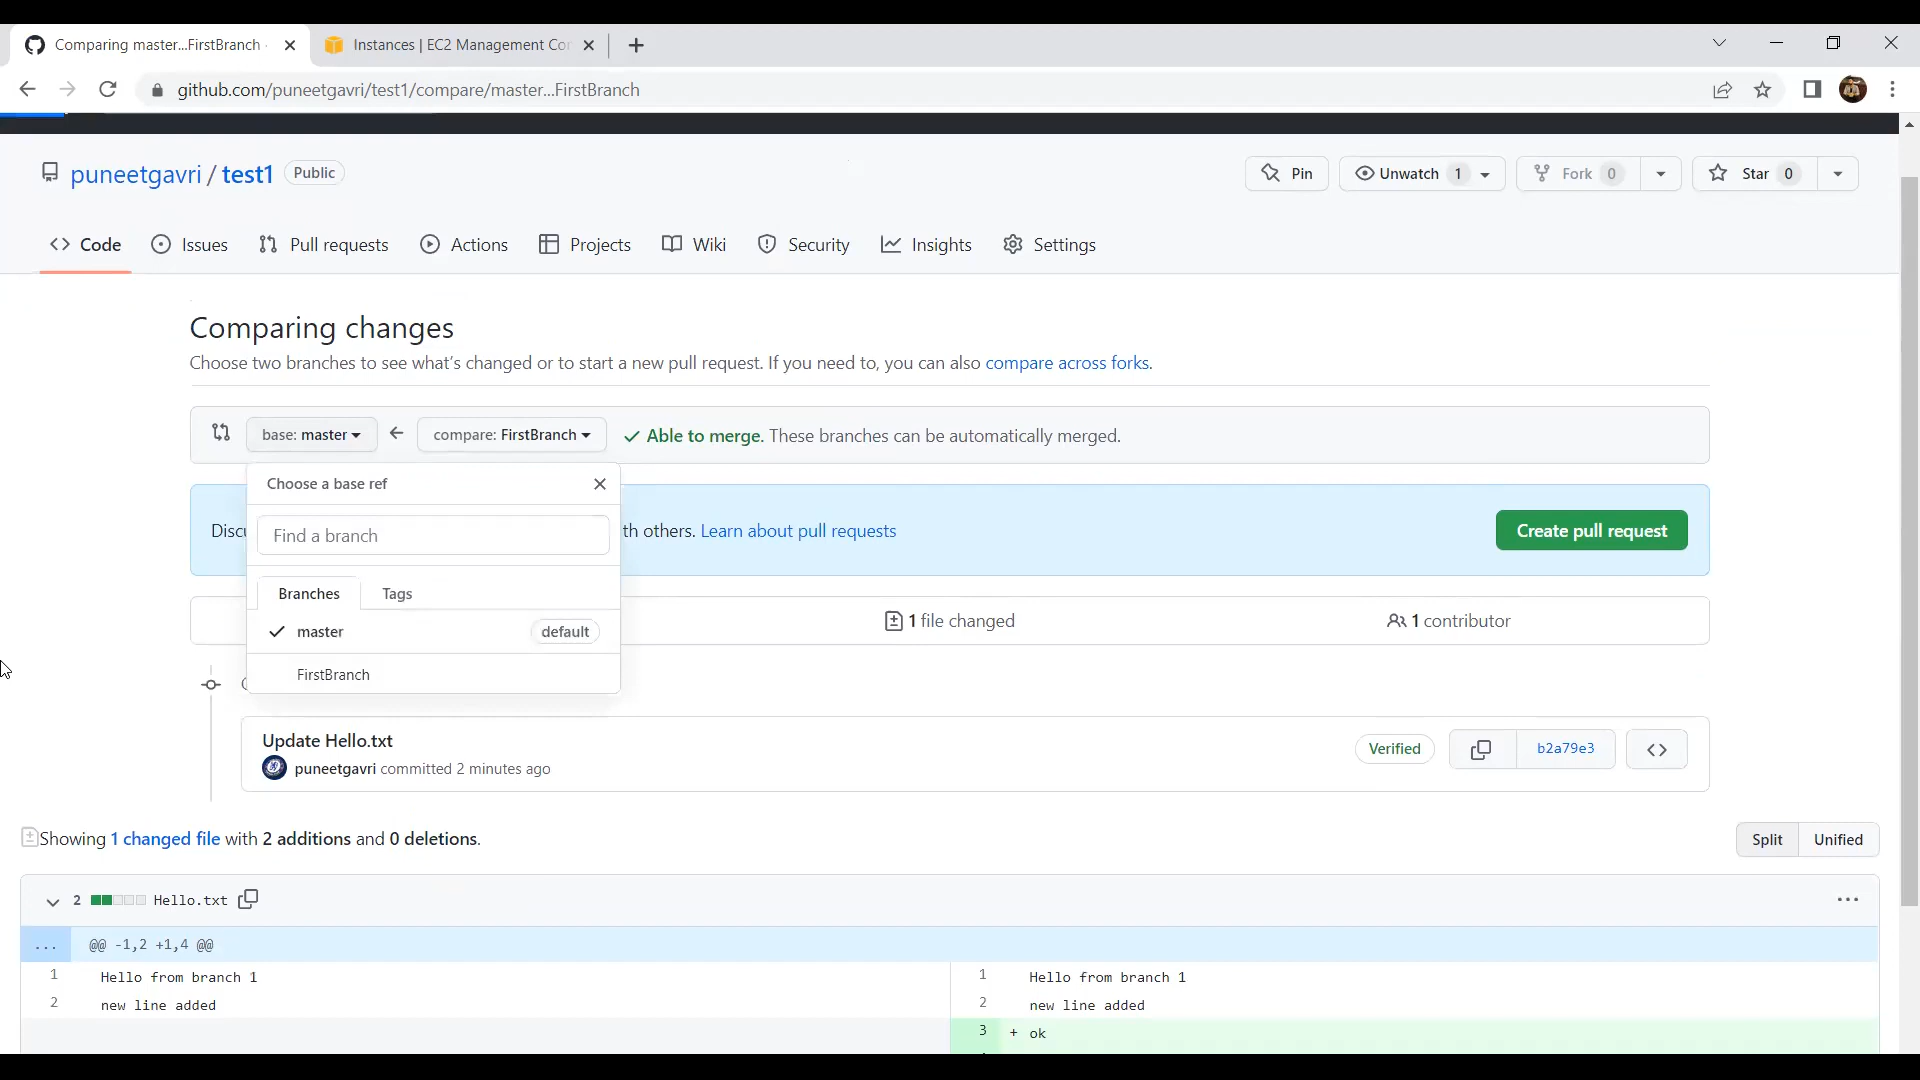 Comparing master...FirstBranch
Instances | EC2 Management Co
github.com/puneetgavri/test1/compare/master...FirstBranch
puneetgavri / test1 Public
Pin
Unwatch 1
Fork 0
Star 0
Code
Issues
Pull requests
Actions
Projects
Wiki
Security
Insights
Settings
Comparing changes
Choose two branches to see what's changed or to start a new pull request. If you need to, you can also compare across forks.
base: master
compare: FirstBranch
Able to merge. These branches can be automatically merged.
Choose a base ref
Find a branch
th others. Learn about pull requests
Create pull request
Branches
Tags
master default
FirstBranch
1 file changed
1 contributor
Update Hello.txt
puneetgavri committed 2 minutes ago
Verified
b2a79e3
Showing 1 changed file with 2 additions and 0 deletions.
Split
Unified
2 Hello.txt
...
@@ -1,2 +1,4 @@
1 Hello from branch 1
2 new line added
1 Hello from branch 1
2 new line added
3 + ok